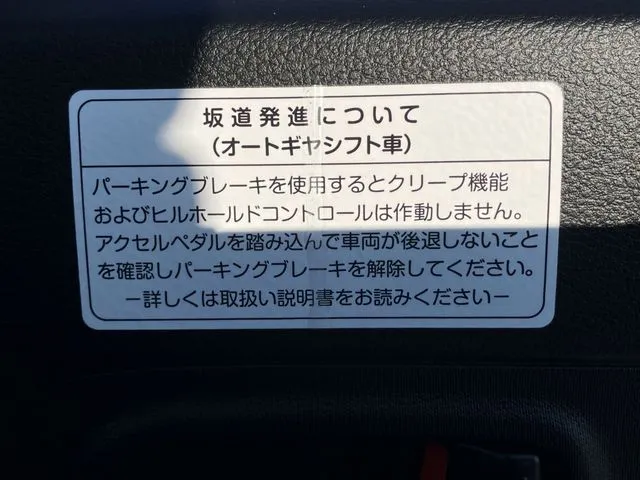 坂道発進について
(オートギヤシフト車)
パーキングブレーキを使用するとクリープ機能
およびヒルホールドコントロールは作動しません。
アクセルペダルを踏み込んで車両が後退しないこと
を確認しパーキングブレーキを解除してください。
ー詳しくは取扱い説明書をお読みくださいー